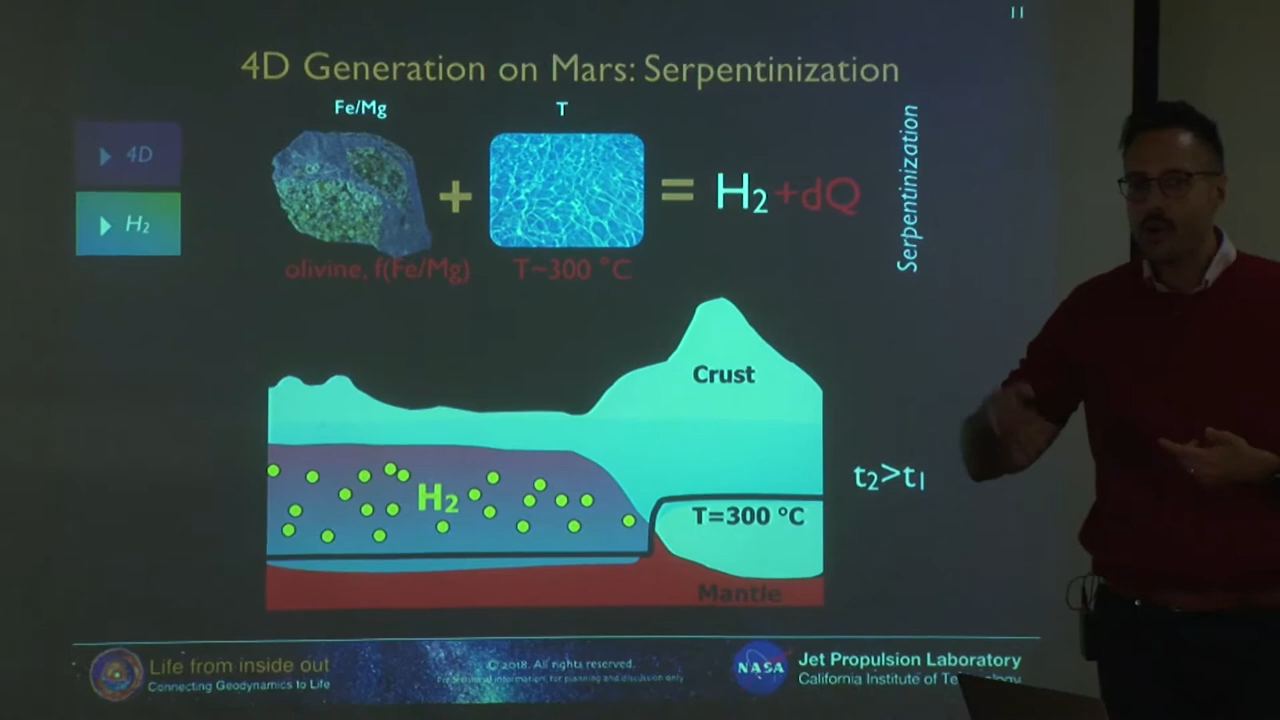 11
4D Generation on Mars: Serpentinization
Fe/Mg
T
4D
H₂
+
= H₂+dQ
Serpentinization
olivine, f(Fe/Mg)
T~300 °C
Crust
H₂
T=300 °C
t₂>t₁
Mantle
Life from inside out
Connecting Geodynamics to Life
© 2018. All rights reserved.
information, for planning and discussion only
NASA
Jet Propulsion Laboratory
California Institute of